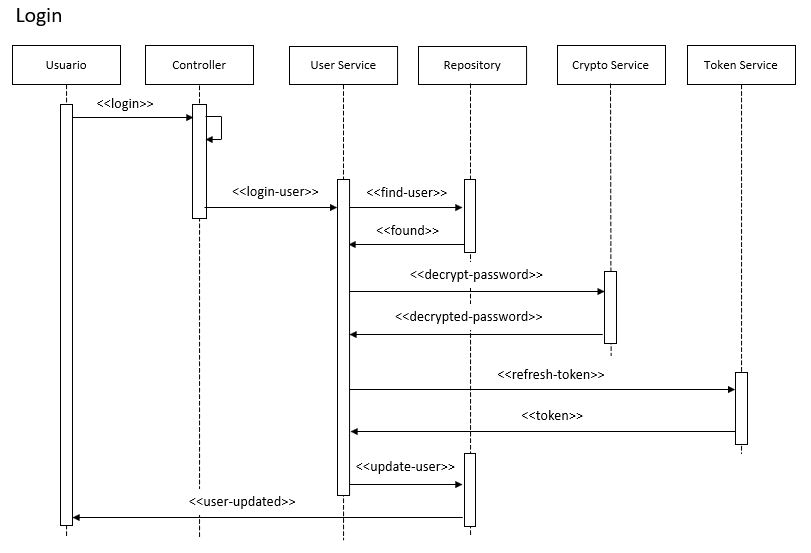 Login
Usuario
Controller
User Service
Repository
Crypto Service
Token Service
<<login>>
<<login-user>>
<<find-user>>
<<found>>
<<decrypt-password>>
<<decrypted-password>>
<<refresh-token>>
<<token>>
<<update-user>>
<<user-updated>>